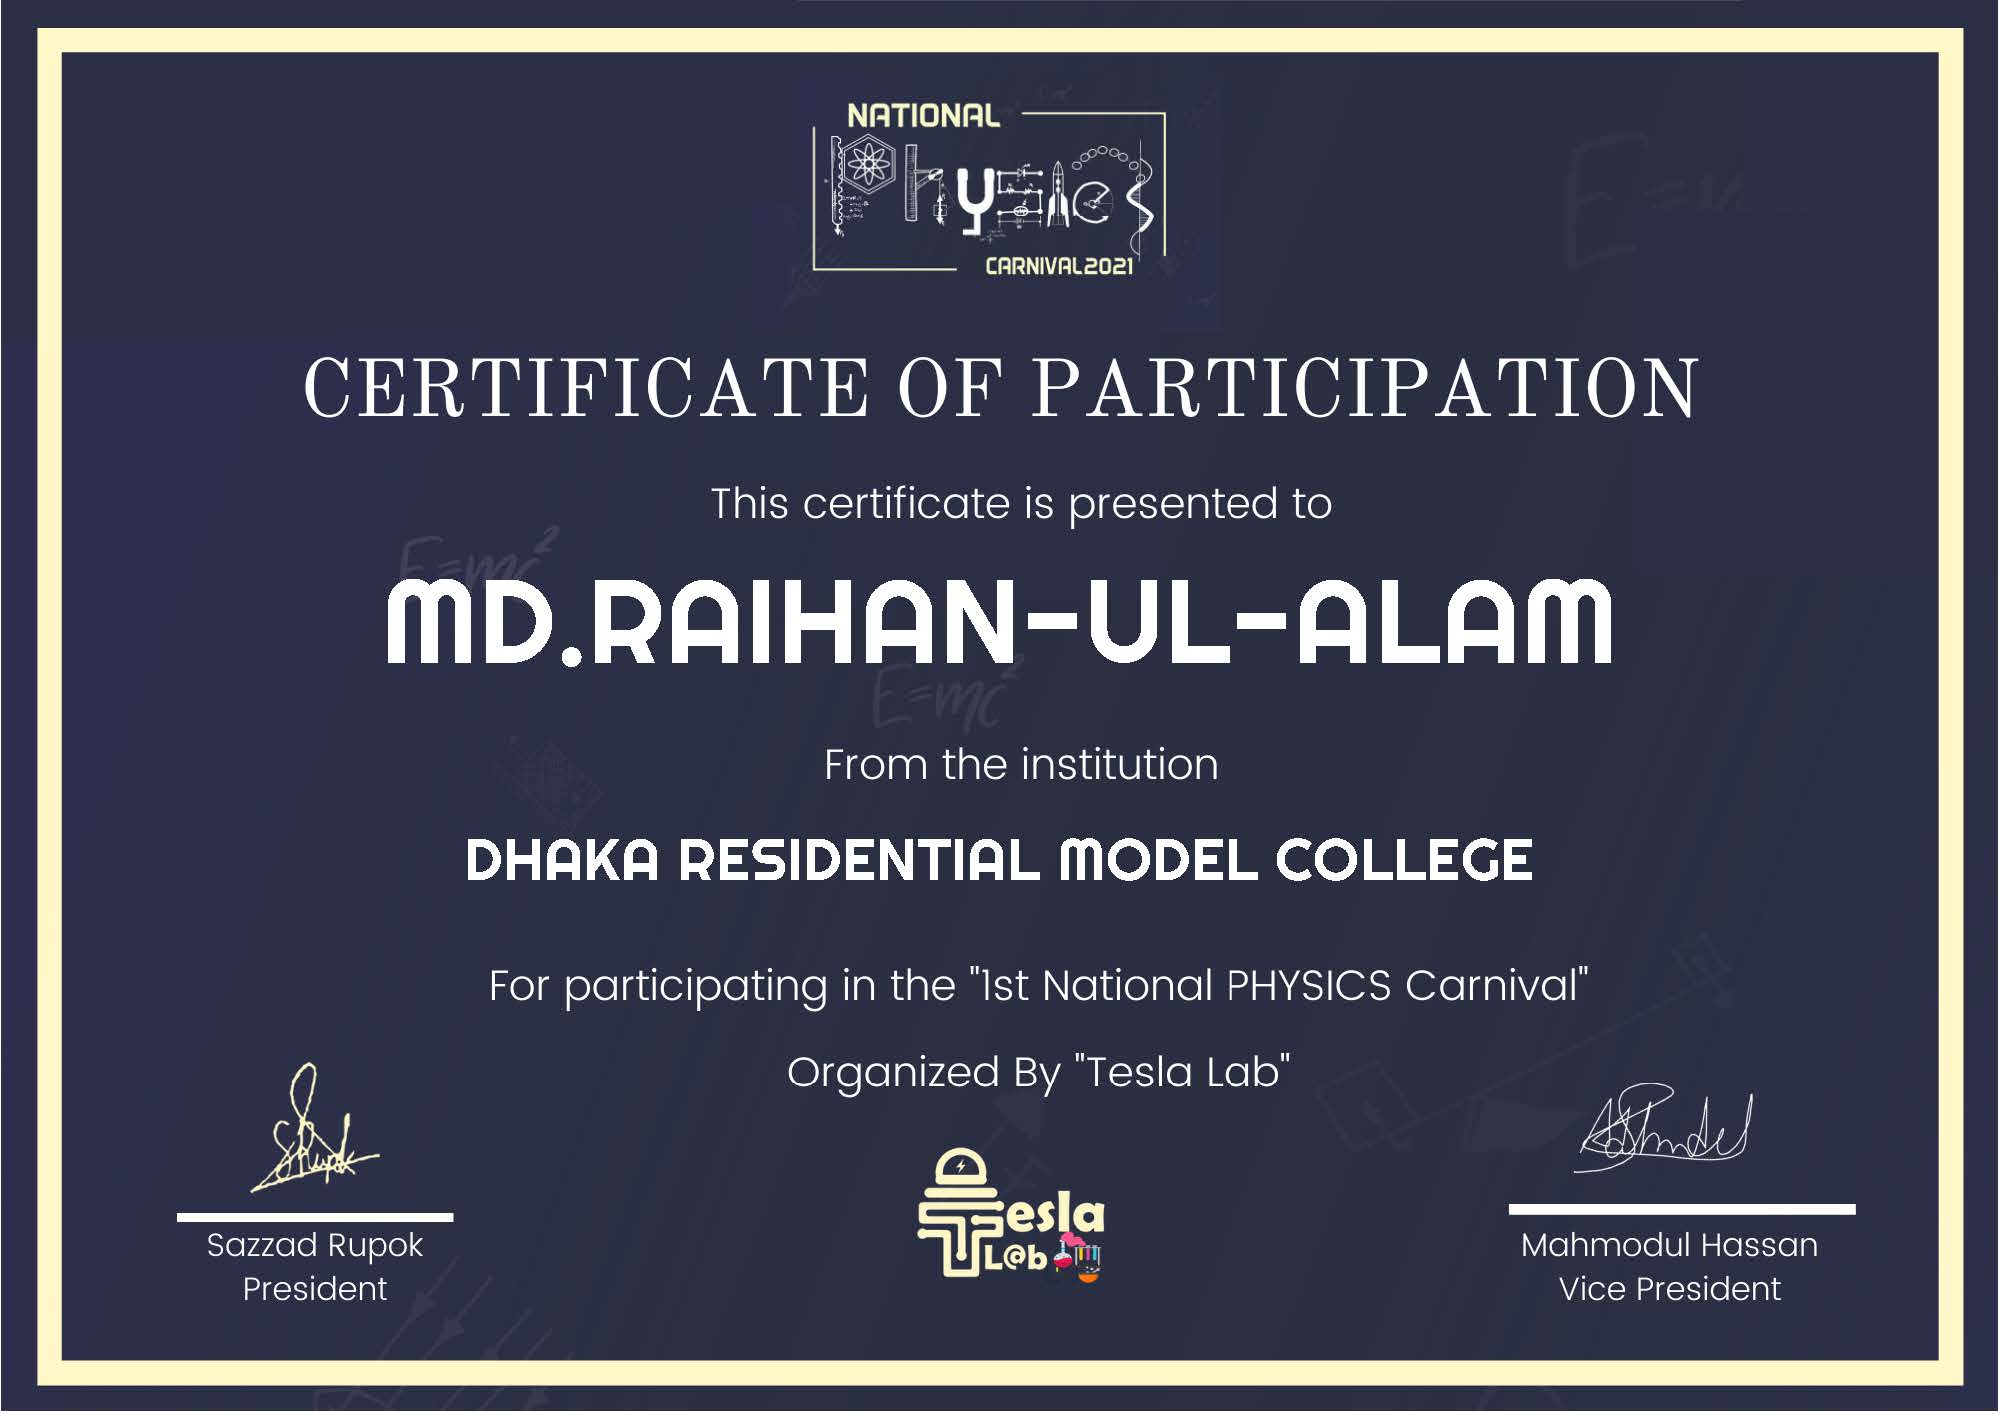 NATIONAL
Physics
CARNIVAL2021
E=m
CERTIFICATE OF PARTICIPATION
This certificate is presented to
E=mc²
MD.RAIHAN-UL-ALAM
E=mc²
From the institution
DHAKA RESIDENTIAL MODEL COLLEGE
For participating in the "1st National PHYSICS Carnival"
Organized By "Tesla Lab"
Tesla
L@b
Sazzad Rupok
President
Mahmodul Hassan
Vice President